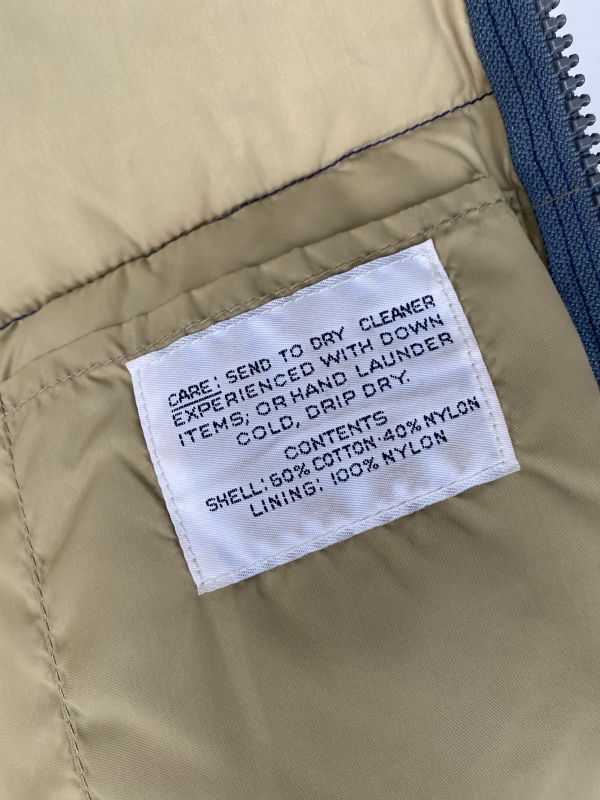 CARE: SEND TO DRY CLEANER
EXPERIENCED WITH DOWN
ITEMS; OR HAND LAUNDER
COLD, DRIP DRY.
CONTENTS
SHELL: 60% COTTON·40% NYLON
LINING: 100% NYLON